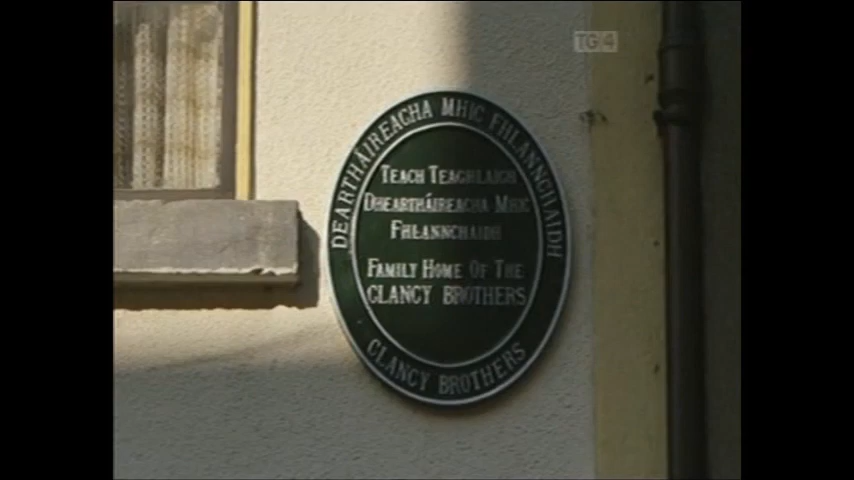 TG4
DEARTHÁIREACHA MHIC FHLANNCHAIDH
TEACH TEAGHLAIGH
DHEARTHÁIREACHA MHIC
FHLANNCHAIDH
FAMILY HOME OF THE
CLANCY BROTHERS
CLANCY BROTHERS